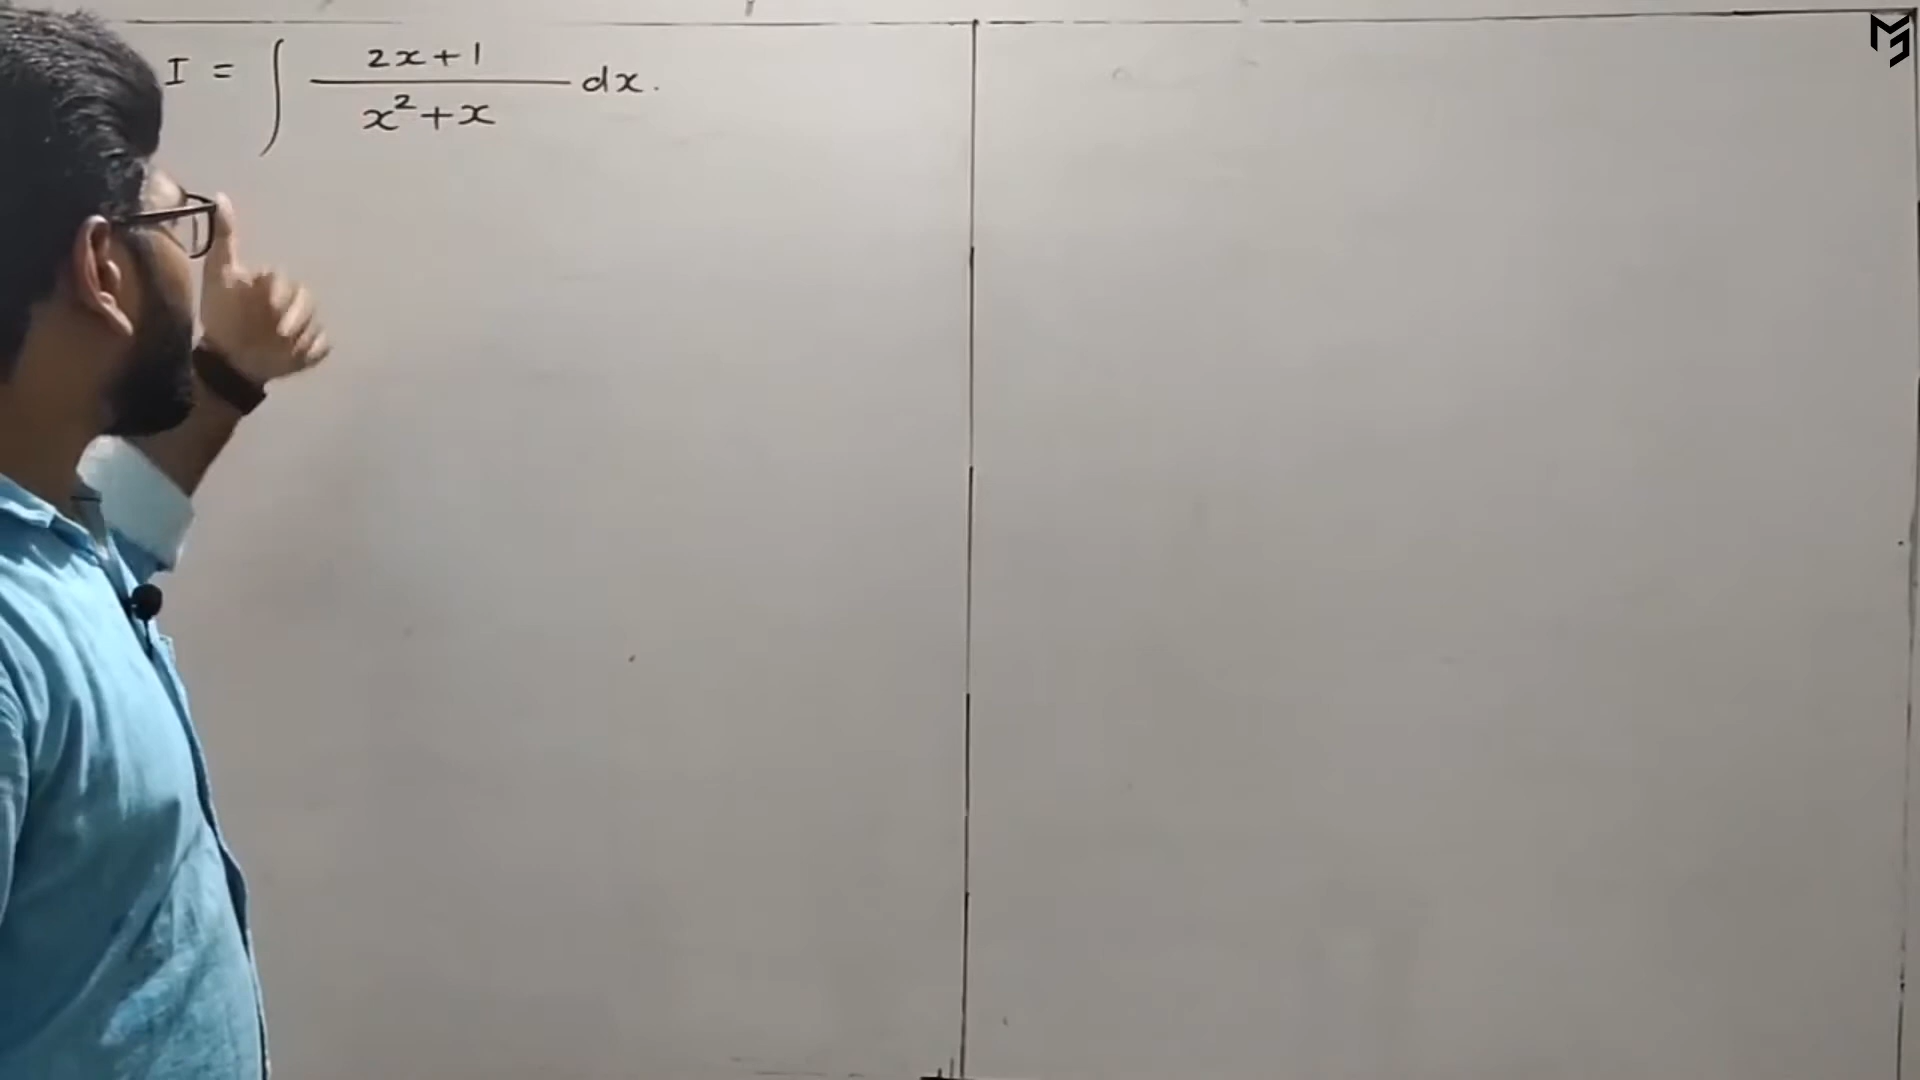 I = ∫ (2x+1)/(x²+x) dx.